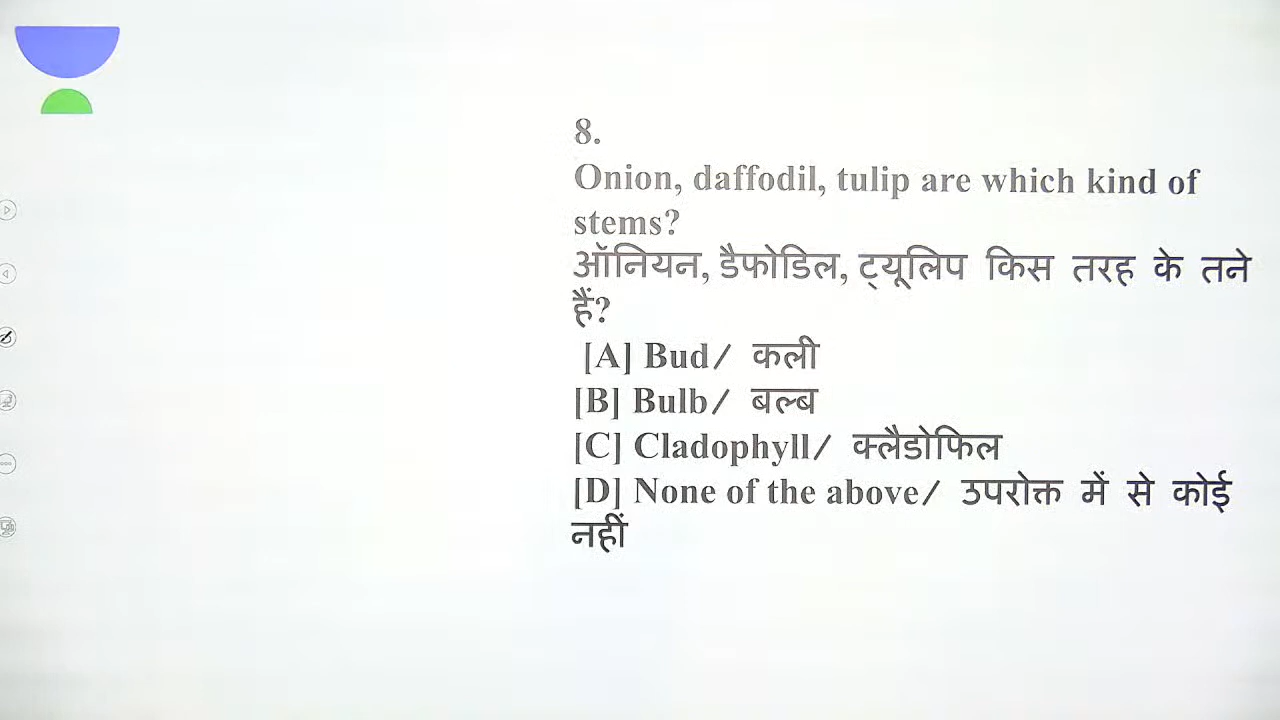 8.
Onion, daffodil, tulip are which kind of
stems?
ऑनियन, डैफोडिल, ट्यूलिप किस तरह के तने
हैं?
[A] Bud/ कली
[B] Bulb/ बल्ब
[C] Cladophyll/ क्लैडोफिल
[D] None of the above/ उपरोक्त में से कोई
नहीं